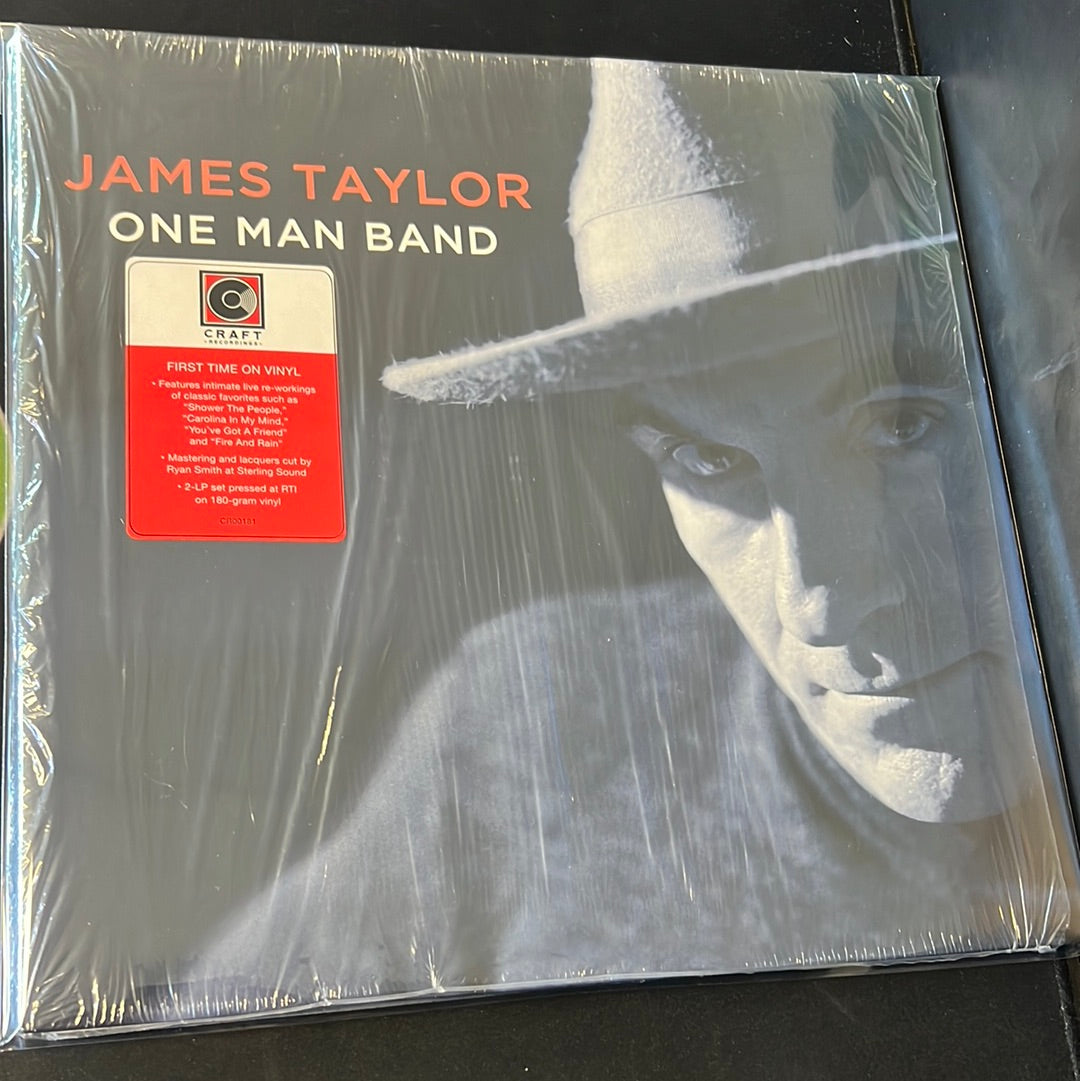 JAMES TAYLOR
ONE MAN BAND
CRAFT
• RECORDINGS •
FIRST TIME ON VINYL
• Features intimate live re-workings
of classic favorites such as
"Shower The People,"
"Carolina In My Mind,"
"You've Got A Friend"
and "Fire And Rain"
• Mastering and lacquers cut by
Ryan Smith at Sterling Sound
• 2-LP set pressed at RTI
on 180-gram vinyl
CR00181